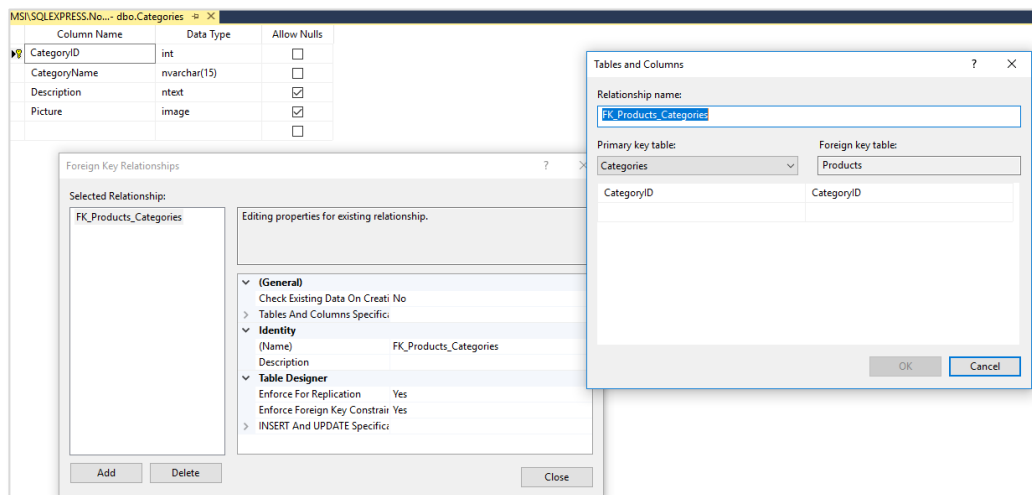 MSI\SQLEXPRESS.No...- dbo.Categories
Column Name Data Type Allow Nulls
CategoryID int
CategoryName nvarchar(15)
Description ntext
Picture image
Foreign Key Relationships ?
Selected Relationship:
FK_Products_Categories
Editing properties for existing relationship.
(General)
Check Existing Data On Creati No
Tables And Columns Specifica
Identity
(Name) FK_Products_Categories
Description
Table Designer
Enforce For Replication Yes
Enforce Foreign Key Constrair Yes
INSERT And UPDATE Specifica
Add Delete Close
Tables and Columns ?
Relationship name:
FK_Products_Categories
Primary key table: Foreign key table:
Categories Products
CategoryID CategoryID
OK Cancel